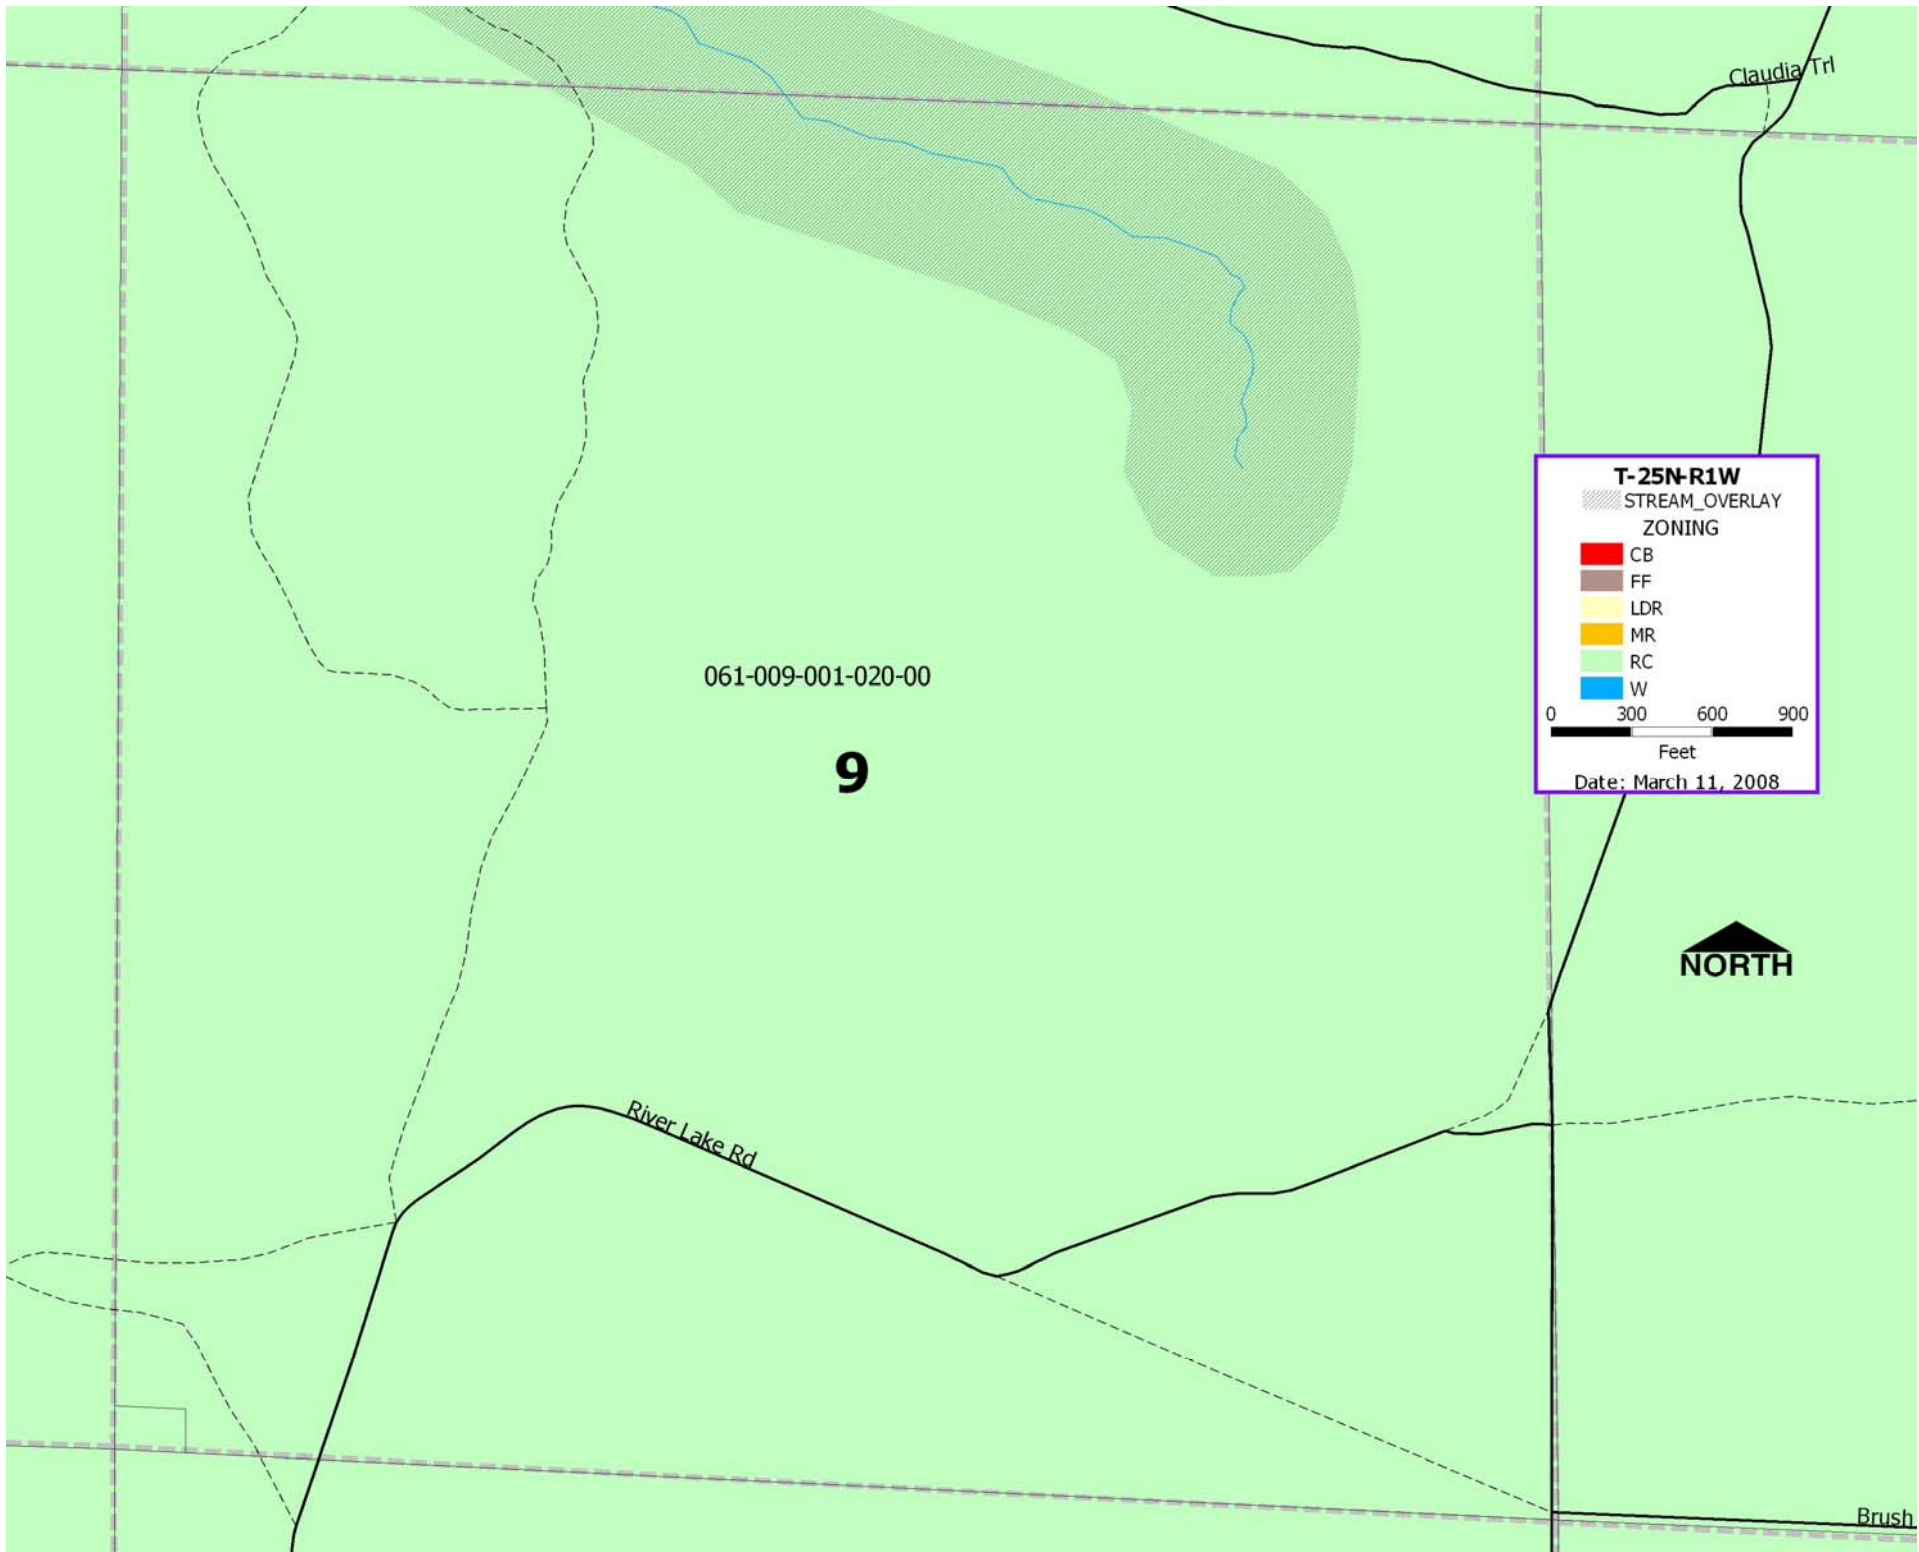 Claudia Trl
T-25N-R1W
STREAM_OVERLAY
ZONING
CB
FF
LDR
MR
RC
W
0 300 600 900
Feet
Date: March 11, 2008
061-009-001-020-00
9
NORTH
River Lake Rd
Brush